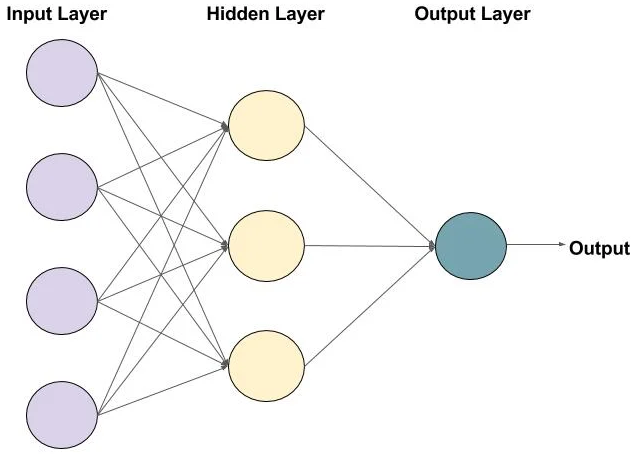 Input Layer
Hidden Layer
Output Layer
Output